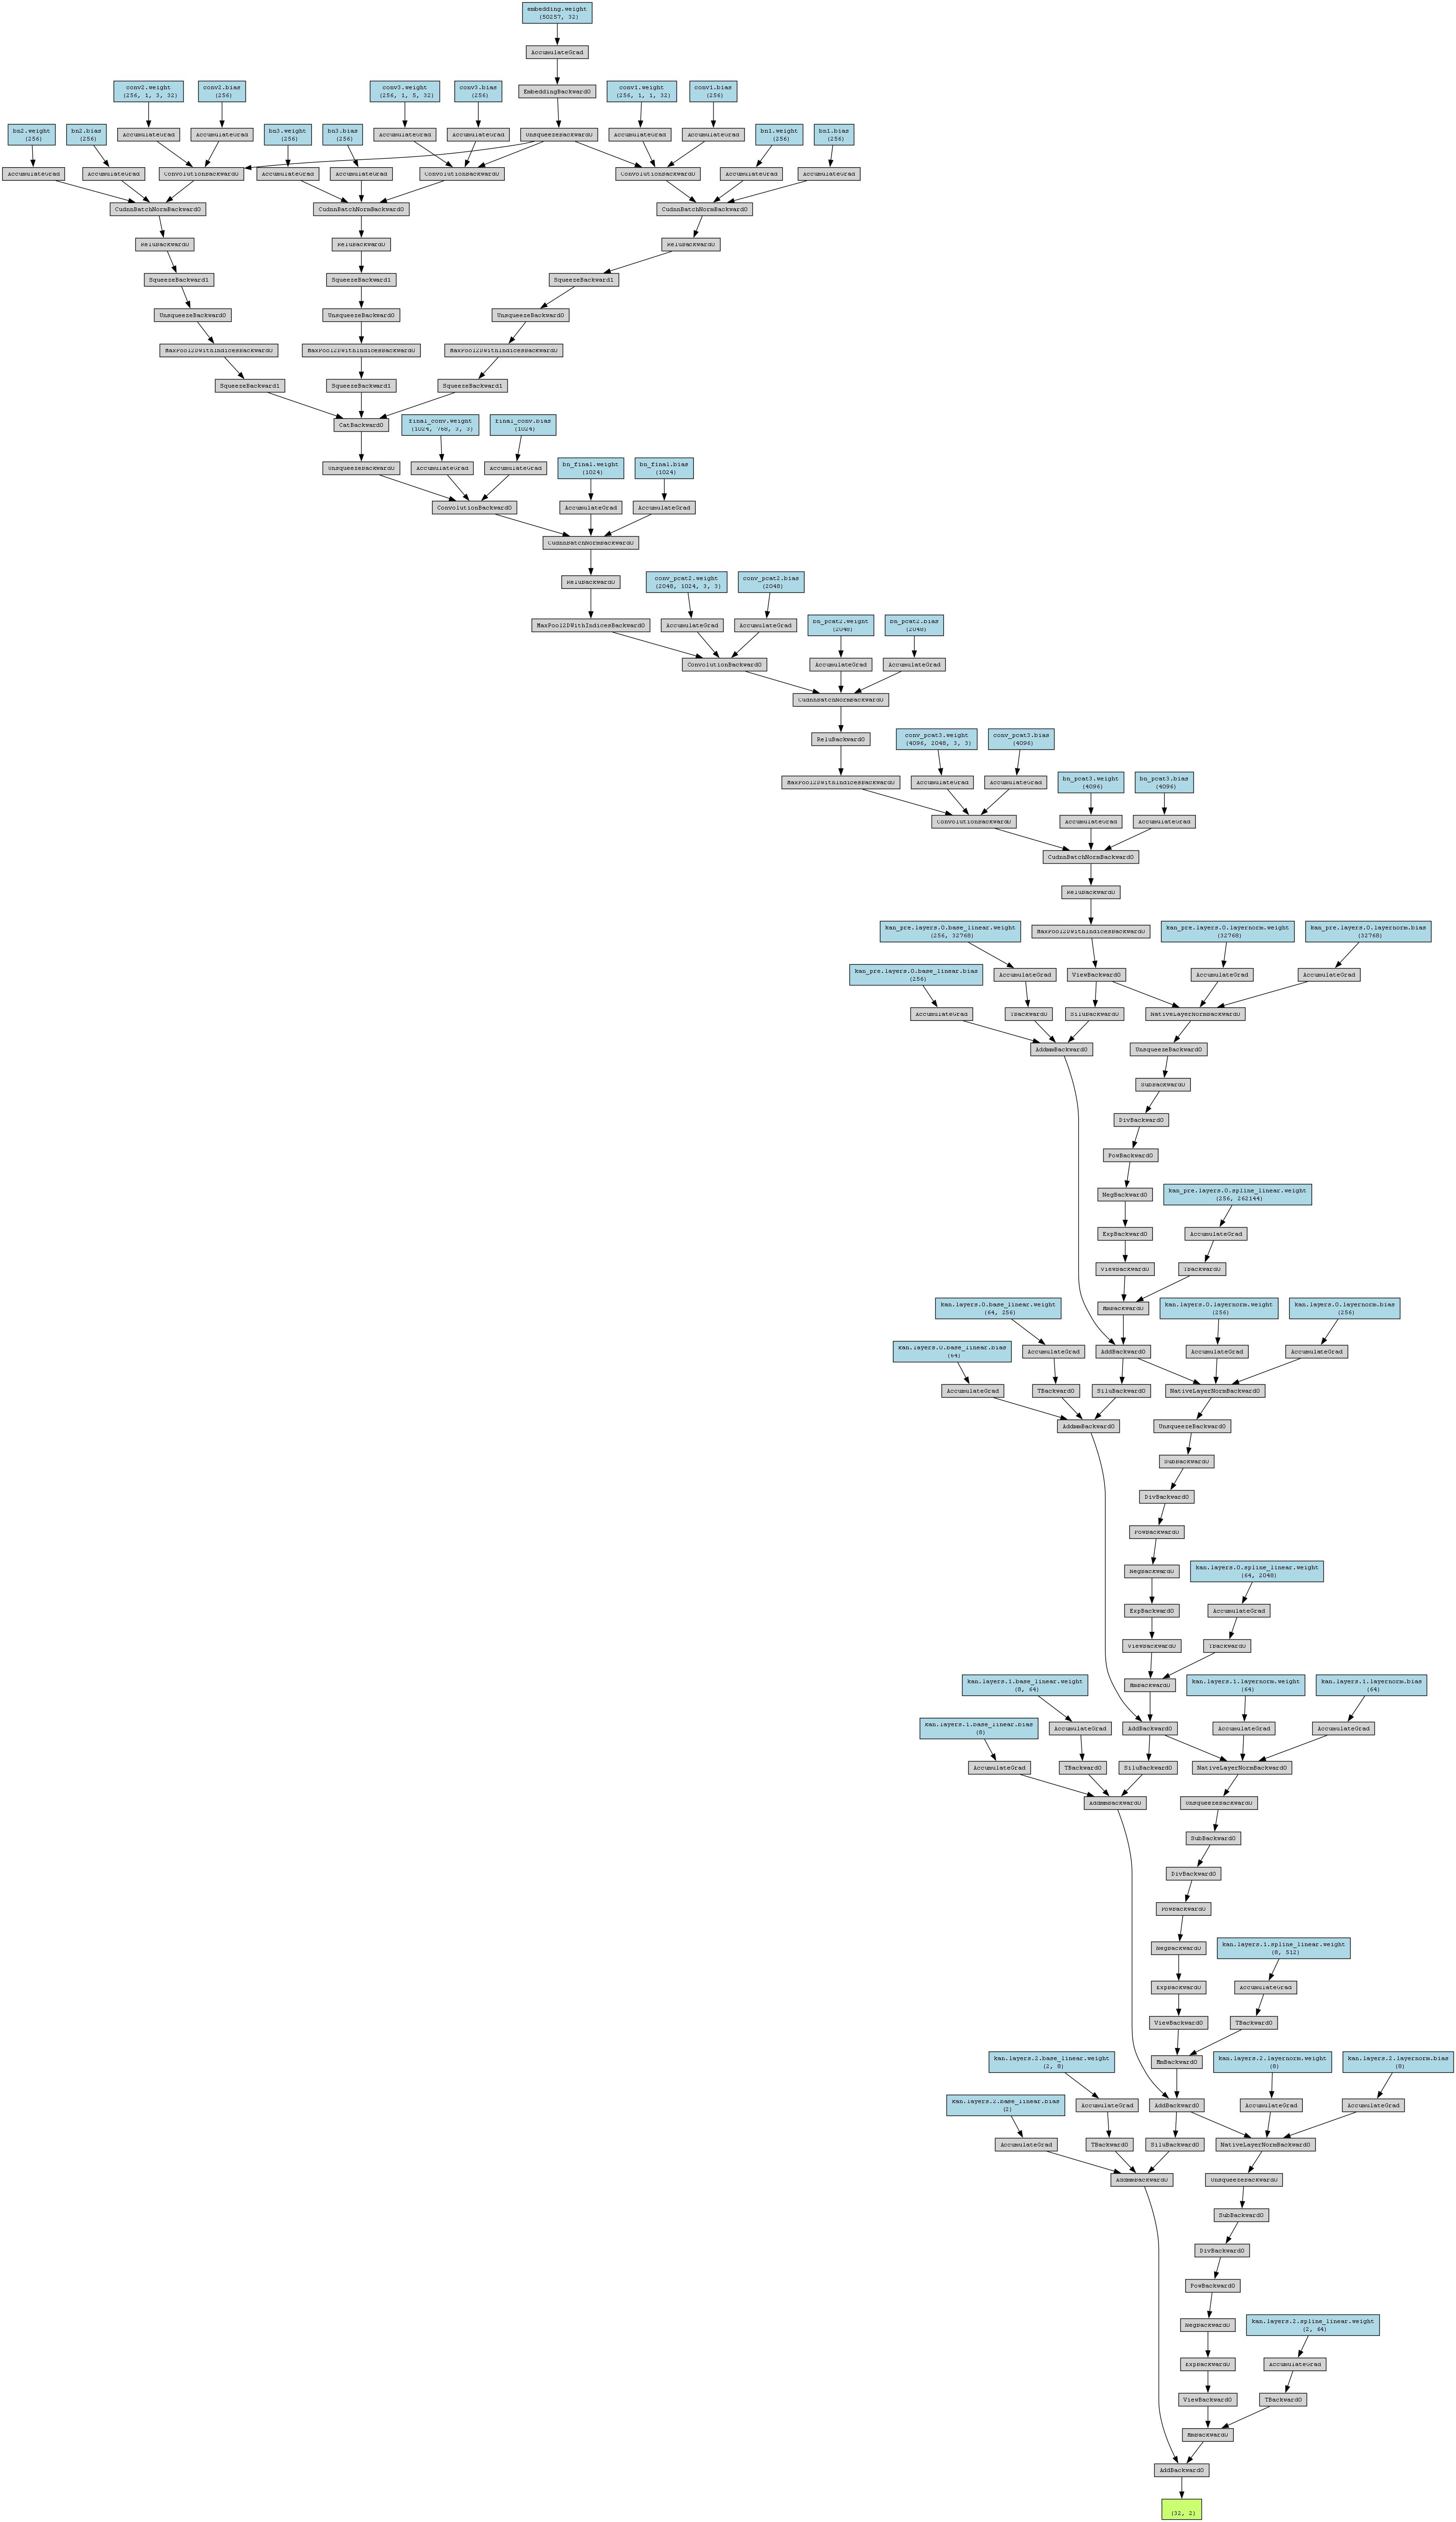 embedding.weight
(50257, 32)
AccumulateGrad
conv2.weight
(256, 1, 3, 32)
conv2.bias
(256)
conv3.weight
(256, 1, 5, 32)
conv3.bias
(256)
EmbeddingBackward0
conv1.weight
(256, 1, 1, 32)
conv1.bias
(256)
bn2.weight
(256)
bn2.bias
(256)
AccumulateGrad
AccumulateGrad
bn3.weight
(256)
bn3.bias
(256)
AccumulateGrad
AccumulateGrad
UnsqueezeBackward0
AccumulateGrad
AccumulateGrad
bn1.weight
(256)
bn1.bias
(256)
AccumulateGrad
AccumulateGrad
ConvolutionBackward0
AccumulateGrad
AccumulateGrad
ConvolutionBackward0
ConvolutionBackward0
AccumulateGrad
AccumulateGrad
CudnnBatchNormBackward0
CudnnBatchNormBackward0
CudnnBatchNormBackward0
ReluBackward0
ReluBackward0
ReluBackward0
SqueezeBackward1
SqueezeBackward1
SqueezeBackward1
UnsqueezeBackward0
UnsqueezeBackward0
UnsqueezeBackward0
MaxPool2DWithIndicesBackward0
MaxPool2DWithIndicesBackward0
MaxPool2DWithIndicesBackward0
SqueezeBackward1
SqueezeBackward1
SqueezeBackward1
CatBackward0
final_conv.weight
(1024, 768, 3, 3)
final_conv.bias
(1024)
UnsqueezeBackward0
AccumulateGrad
AccumulateGrad
bn_final.weight
(1024)
bn_final.bias
(1024)
ConvolutionBackward0
AccumulateGrad
AccumulateGrad
CudnnBatchNormBackward0
ReluBackward0
conv_pcat2.weight
(2048, 1024, 3, 3)
conv_pcat2.bias
(2048)
MaxPool2DWithIndicesBackward0
AccumulateGrad
AccumulateGrad
bn_pcat2.weight
(2048)
bn_pcat2.bias
(2048)
ConvolutionBackward0
AccumulateGrad
AccumulateGrad
CudnnBatchNormBackward0
ReluBackward0
conv_pcat3.weight
(4096, 2048, 3, 3)
conv_pcat3.bias
(4096)
MaxPool2DWithIndicesBackward0
AccumulateGrad
AccumulateGrad
bn_pcat3.weight
(4096)
bn_pcat3.bias
(4096)
ConvolutionBackward0
AccumulateGrad
AccumulateGrad
CudnnBatchNormBackward0
ReluBackward0
kan_pre.layers.0.base_linear.weight
(256, 32768)
MaxPool2DWithIndicesBackward0
kan_pre.layers.0.layernorm.weight
(32768)
kan_pre.layers.0.layernorm.bias
(32768)
kan_pre.layers.0.base_linear.bias
(256)
AccumulateGrad
ViewBackward0
AccumulateGrad
AccumulateGrad
AccumulateGrad
TBackward0
SiluBackward0
NativeLayerNormBackward0
AddmmBackward0
UnsqueezeBackward0
SubBackward0
DivBackward0
PowBackward0
NegBackward0
kan_pre.layers.0.spline_linear.weight
(256, 262144)
ExpBackward0
AccumulateGrad
ViewBackward0
TBackward0
kan.layers.0.base_linear.weight
(64, 256)
MmBackward0
kan.layers.0.layernorm.weight
(256)
kan.layers.0.layernorm.bias
(256)
kan.layers.0.base_linear.bias
(64)
AccumulateGrad
AddBackward0
AccumulateGrad
AccumulateGrad
AccumulateGrad
TBackward0
SiluBackward0
NativeLayerNormBackward0
AddmmBackward0
UnsqueezeBackward0
SubBackward0
DivBackward0
PowBackward0
NegBackward0
kan.layers.0.spline_linear.weight
(64, 2048)
ExpBackward0
AccumulateGrad
ViewBackward0
TBackward0
kan.layers.1.base_linear.weight
(8, 64)
MmBackward0
kan.layers.1.layernorm.weight
(64)
kan.layers.1.layernorm.bias
(64)
kan.layers.1.base_linear.bias
(8)
AccumulateGrad
AddBackward0
AccumulateGrad
AccumulateGrad
AccumulateGrad
TBackward0
SiluBackward0
NativeLayerNormBackward0
AddmmBackward0
UnsqueezeBackward0
SubBackward0
DivBackward0
PowBackward0
NegBackward0
kan.layers.1.spline_linear.weight
(8, 512)
ExpBackward0
AccumulateGrad
ViewBackward0
TBackward0
kan.layers.2.base_linear.weight
(2, 8)
MmBackward0
kan.layers.2.layernorm.weight
(8)
kan.layers.2.layernorm.bias
(8)
kan.layers.2.base_linear.bias
(2)
AccumulateGrad
AddBackward0
AccumulateGrad
AccumulateGrad
AccumulateGrad
TBackward0
SiluBackward0
NativeLayerNormBackward0
AddmmBackward0
UnsqueezeBackward0
SubBackward0
DivBackward0
PowBackward0
NegBackward0
kan.layers.2.spline_linear.weight
(2, 64)
ExpBackward0
AccumulateGrad
ViewBackward0
TBackward0
MmBackward0
AddBackward0
(32, 2)